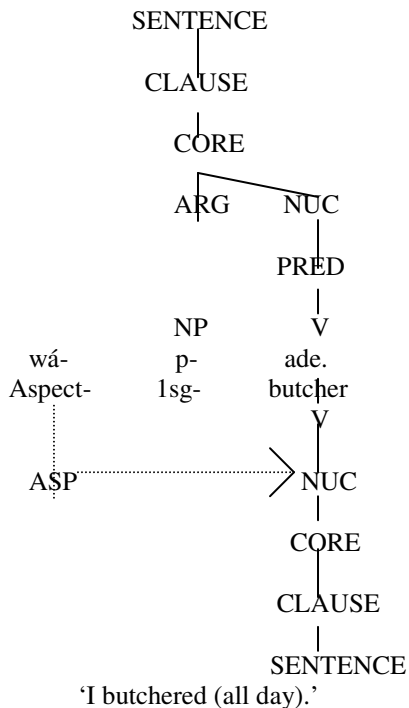 SENTENCE
CLAUSE
CORE
ARG NUC
PRED
NP V
wá- p- ade.
Aspect- 1sg- butcher
V
ASP NUC
CORE
CLAUSE
SENTENCE
‘I butchered (all day).’